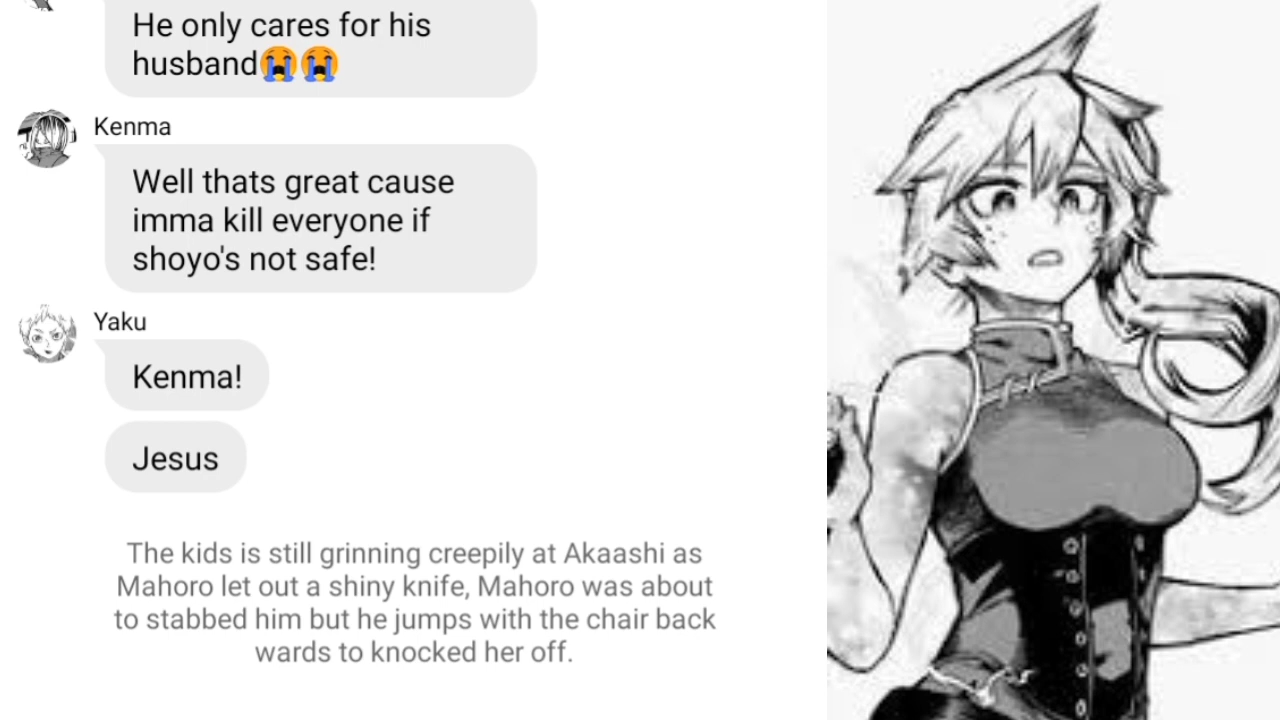 He only cares for his
husband😭😭
Kenma
Well thats great cause
imma kill everyone if
shoyo's not safe!
Yaku
Kenma!
Jesus
The kids is still grinning creepily at Akaashi as
Mahoro let out a shiny knife, Mahoro was about
to stabbed him but he jumps with the chair back
wards to knocked her off.